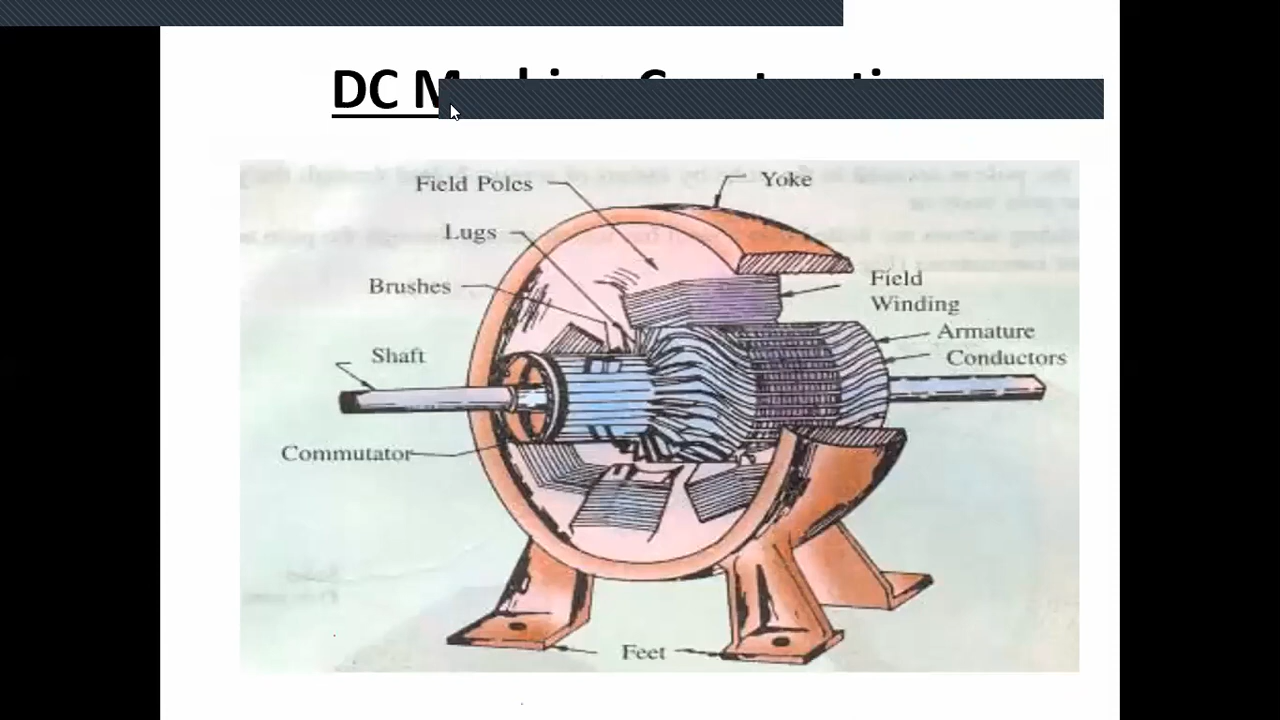 DC
Field Poles
Yoke
Lugs
Brushes
Field
Winding
Armature
Shaft
Conductors
Commutator
Feet